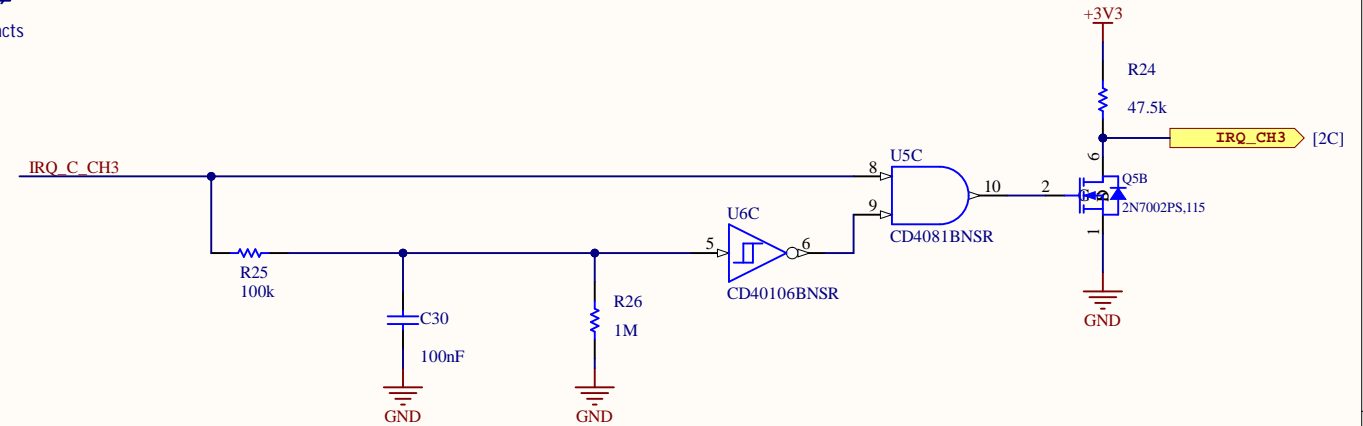 +3V3
R24
47.5k
IRQ_CH3
[2C]
6
Q5B
2N7002PS,115
2
G
D
S
1
GND
IRQ_C_CH3
8
U5C
10
9
CD4081BNSR
U6C
5
6
CD40106BNSR
R25
100k
C30
100nF
GND
R26
1M
GND